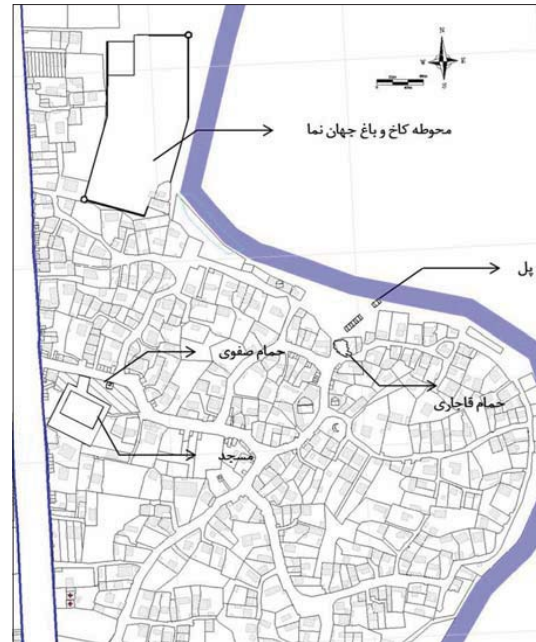 محوطه کاخ و باغ جهان نما
پل
حمام صفوی
حمام قاجاری
مسجد